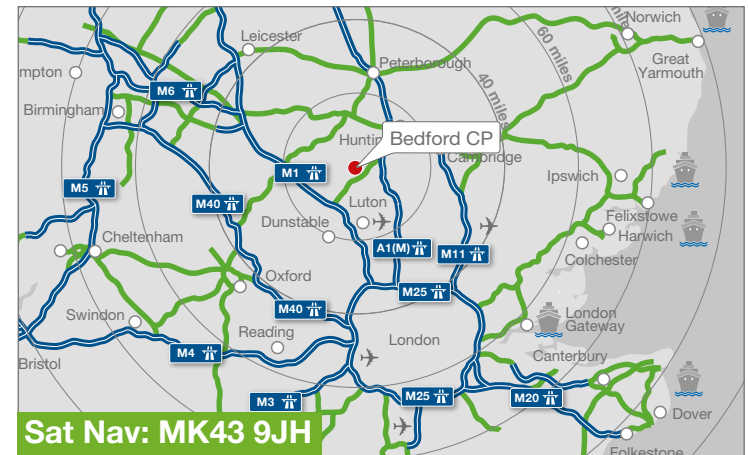 Norwich
Leicester
60 miles
miles
Great
Yarmouth
Peterborough
mpton
M6
40 miles
Birmingham
Huntin
Bedford CP
Cambridge
M1
Ipswich
M5
M40
Luton
Felixstowe
Dunstable
Harwich
Cheltenham
A1(M)
M11
Colchester
Oxford
M25
M40
London
Gateway
Swindon
Reading
London
M4
Canterbury
Bristol
M3
M25
M20
Dover
Sat Nav: MK43 9JH
Folkestone